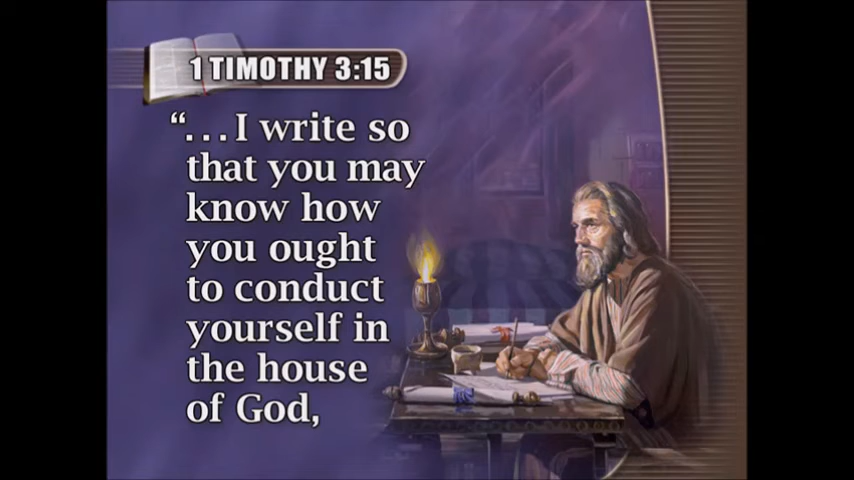 1 TIMOTHY 3:15
“...I write so
that you may
know how
you ought
to conduct
yourself in
the house
of God,